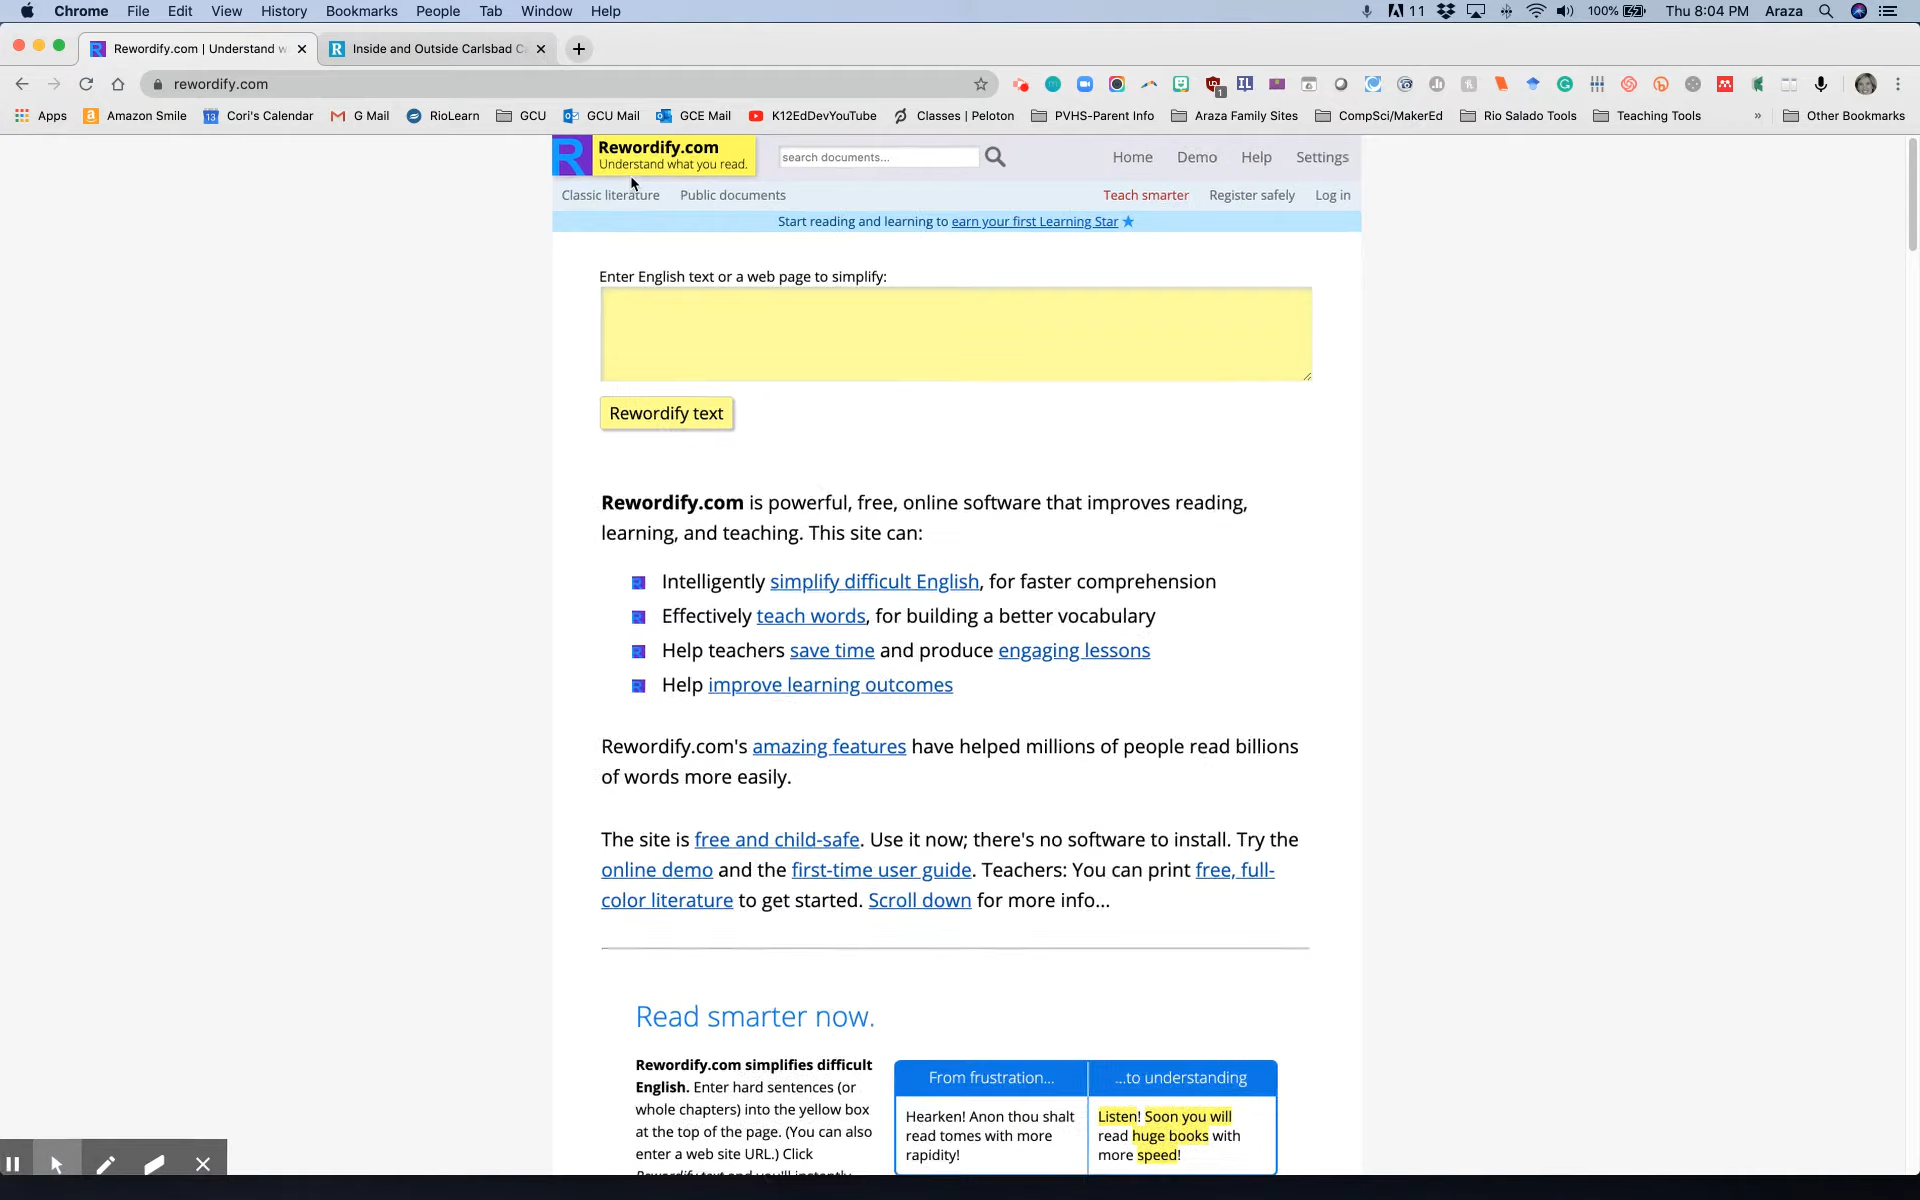 Chrome File Edit View History Bookmarks People Tab Window Help 11 100% Thu 8:04 PM Araza
Rewordify.com | Understand w Inside and Outside Carlsbad C
rewordify.com
Apps Amazon Smile Cori's Calendar G Mail RioLearn GCU GCU Mail GCE Mail K12EdDevYouTube Classes | Peloton PVHS-Parent Info Araza Family Sites CompSci/MakerEd Rio Salado Tools Teaching Tools » Other Bookmarks
Rewordify.com
Understand what you read.
search documents...
Home Demo Help Settings
Classic literature Public documents Teach smarter Register safely Log in
Start reading and learning to earn your first Learning Star
Enter English text or a web page to simplify:
Rewordify text
Rewordify.com is powerful, free, online software that improves reading,
learning, and teaching. This site can:
Intelligently simplify difficult English, for faster comprehension
Effectively teach words, for building a better vocabulary
Help teachers save time and produce engaging lessons
Help improve learning outcomes
Rewordify.com's amazing features have helped millions of people read billions
of words more easily.
The site is free and child-safe. Use it now; there's no software to install. Try the
online demo and the first-time user guide. Teachers: You can print free, full-
color literature to get started. Scroll down for more info...
Read smarter now.
Rewordify.com simplifies difficult
English. Enter hard sentences (or
whole chapters) into the yellow box
at the top of the page. (You can also
enter a web site URL.) Click
Rewordify text and you'll instantly
From frustration... ...to understanding
Hearken! Anon thou shalt
read tomes with more
rapidity!
Listen! Soon you will
read huge books with
more speed!